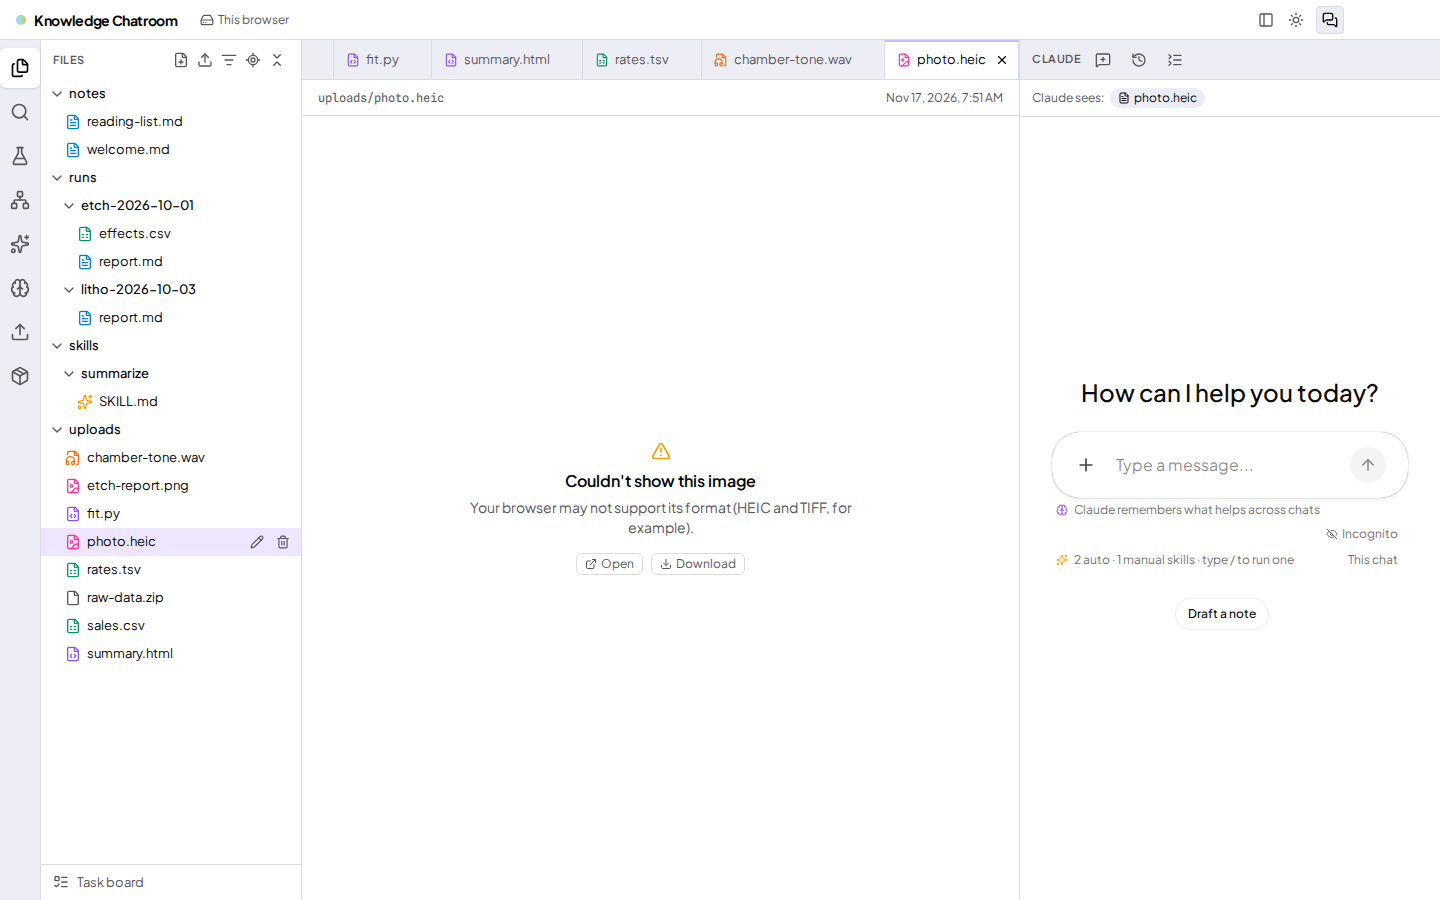 Knowledge Chatroom
This browser
FILES
notes
reading-list.md
welcome.md
runs
etch-2026-10-01
effects.csv
report.md
litho-2026-10-03
report.md
skills
summarize
SKILL.md
uploads
chamber-tone.wav
etch-report.png
fit.py
photo.heic
rates.tsv
raw-data.zip
sales.csv
summary.html
Task board
fit.py
summary.html
rates.tsv
chamber-tone.wav
photo.heic
uploads/photo.heic
Nov 17, 2026, 7:51 AM
Couldn't show this image
Your browser may not support its format (HEIC and TIFF, for
example).
Open
Download
CLAUDE
Claude sees:
photo.heic
How can I help you today?
Type a message...
Claude remembers what helps across chats
Incognito
2 auto · 1 manual skills · type / to run one
This chat
Draft a note